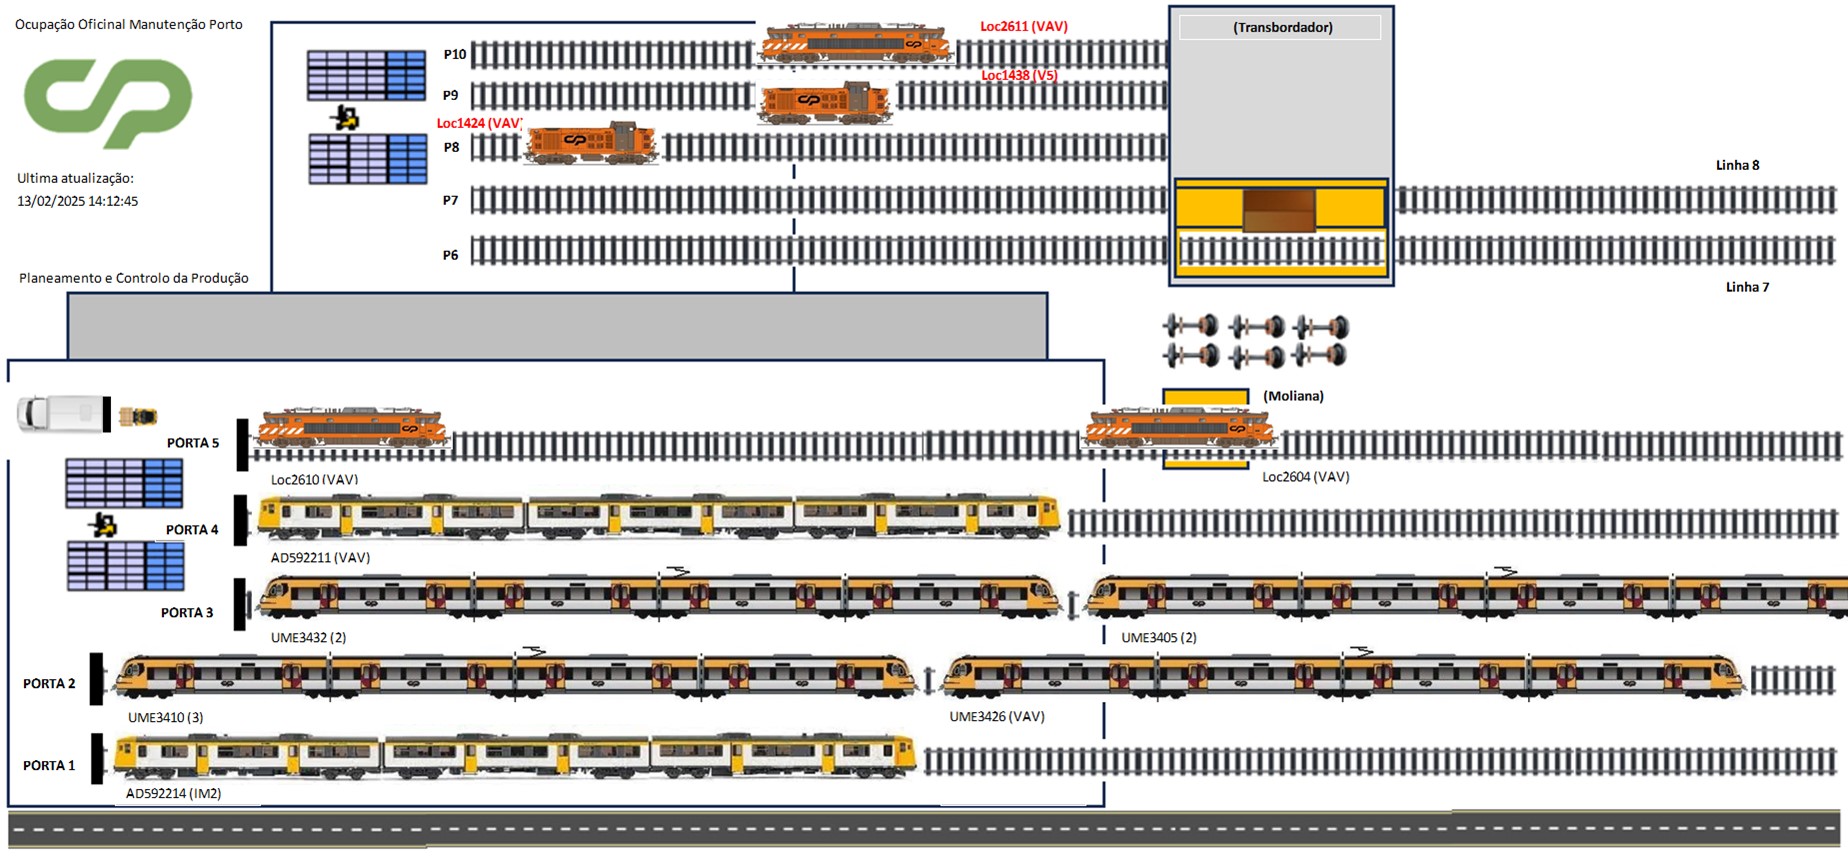 Ocupação Oficinal Manutenção Porto
Loc2611 (VAV)
(Transbordador)
P10
Loc1438 (V5)
P9
Loc1424 (VAV)
P8
Ultima atualização:
13/02/2025 14:12:45
Linha 8
P7
P6
Planeamento e Controlo da Produção
Linha 7
(Moliana)
PORTA 5
Loc2610 (VAV)
Loc2604 (VAV)
PORTA 4
AD592211 (VAV)
PORTA 3
UME3432 (2)
UME3405 (2)
PORTA 2
UME3410 (3)
UME3426 (VAV)
PORTA 1
AD592214 (IM2)